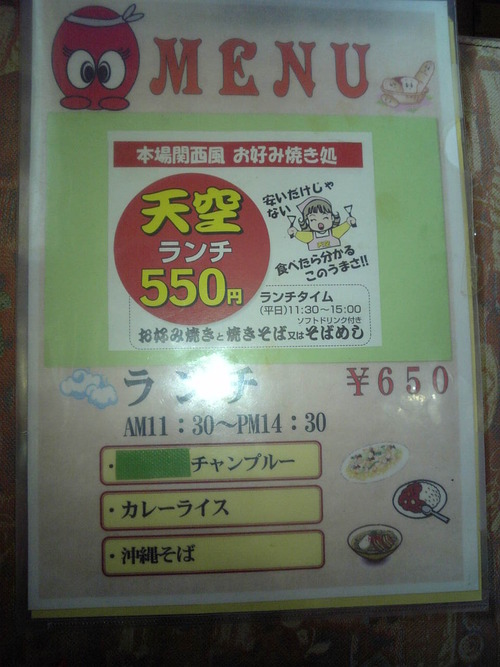 MENU
本場関西風 お好み焼き処
天空
ランチ
550円
安いだけじゃ
ない
食べたら分かる
このうまさ!!
ランチタイム
(平日)11:30〜15:00
ソフトドリンク付き
お好み焼きと焼きそば又はそばめし
ランチ ¥650
AM11:30〜PM14:30
・チャンプルー
・カレーライス
・沖縄そば